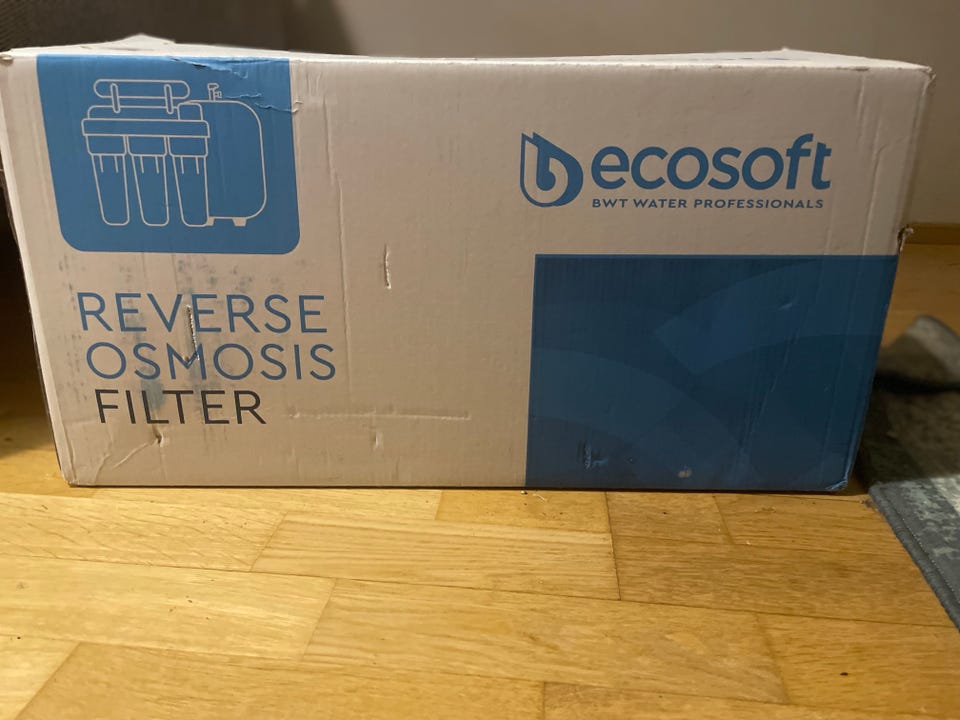 ecosoft
BWT WATER PROFESSIONALS
REVERSE
OSMOSIS
FILTER